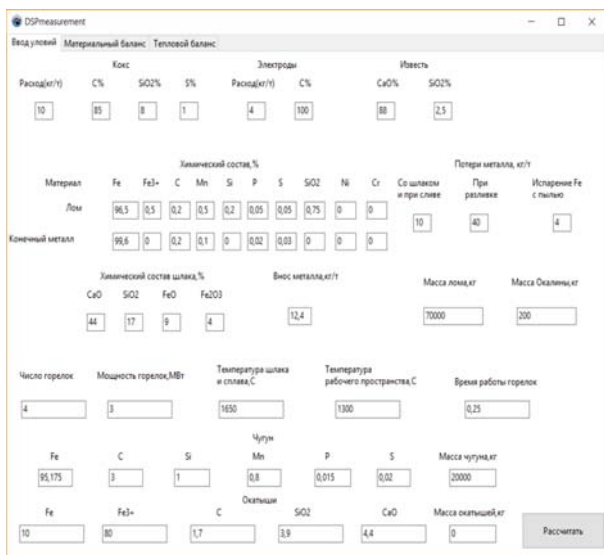 DSPmeasurement
Ввод уловий Материальный баланс Тепловой баланс
Кокс Электроды Известь
Расход(кг/т) C% SiO2% S% Расход(кг/т) C% CaO% SiO2%
10 85 8 1 4 100 88 2,5
Химический состав,% Потери металла, кг/т
Материал Fe Fe3+ C Mn Si P S SiO2 Ni Cr Со шлаком и при сливе При разливке Испарение Fe с пылью
Лом 96,5 0,5 0,2 0,5 0,2 0,05 0,05 0,75 0 0 10 40 4
Конечный металл 99,6 0 0,2 0,1 0 0,02 0,03 0 0 0
Химический состав шлака,% Внос металла,кг/т Масса лома,кг Масса Окалины,кг
CaO SiO2 FeO Fe2O3
44 17 9 4 12,4 70000 200
Число горелок Мощность горелок,МВт Температура шлака и сплава,С Температура рабочего пространства,С Время работы горелок
4 3 1650 1300 0,25
Чугун
Fe C Si Mn P S Масса чугуна,кг
95,175 3 1 0,8 0,015 0,02 20000
Окатыши
Fe Fe3+ C SiO2 CaO Масса окатышей,кг
10 80 1,7 3,9 4,4 0
Рассчитать